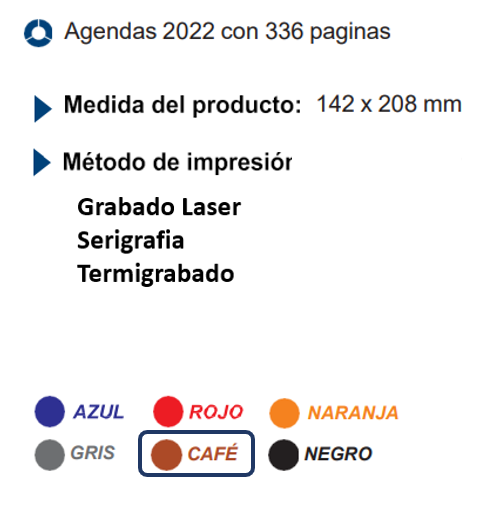 Agendas 2022 con 336 paginas
Medida del producto: 142 x 208 mm
Método de impresión
Grabado Laser
Serigrafia
Termigrabado
AZUL ROJO NARANJA
GRIS CAFÉ NEGRO